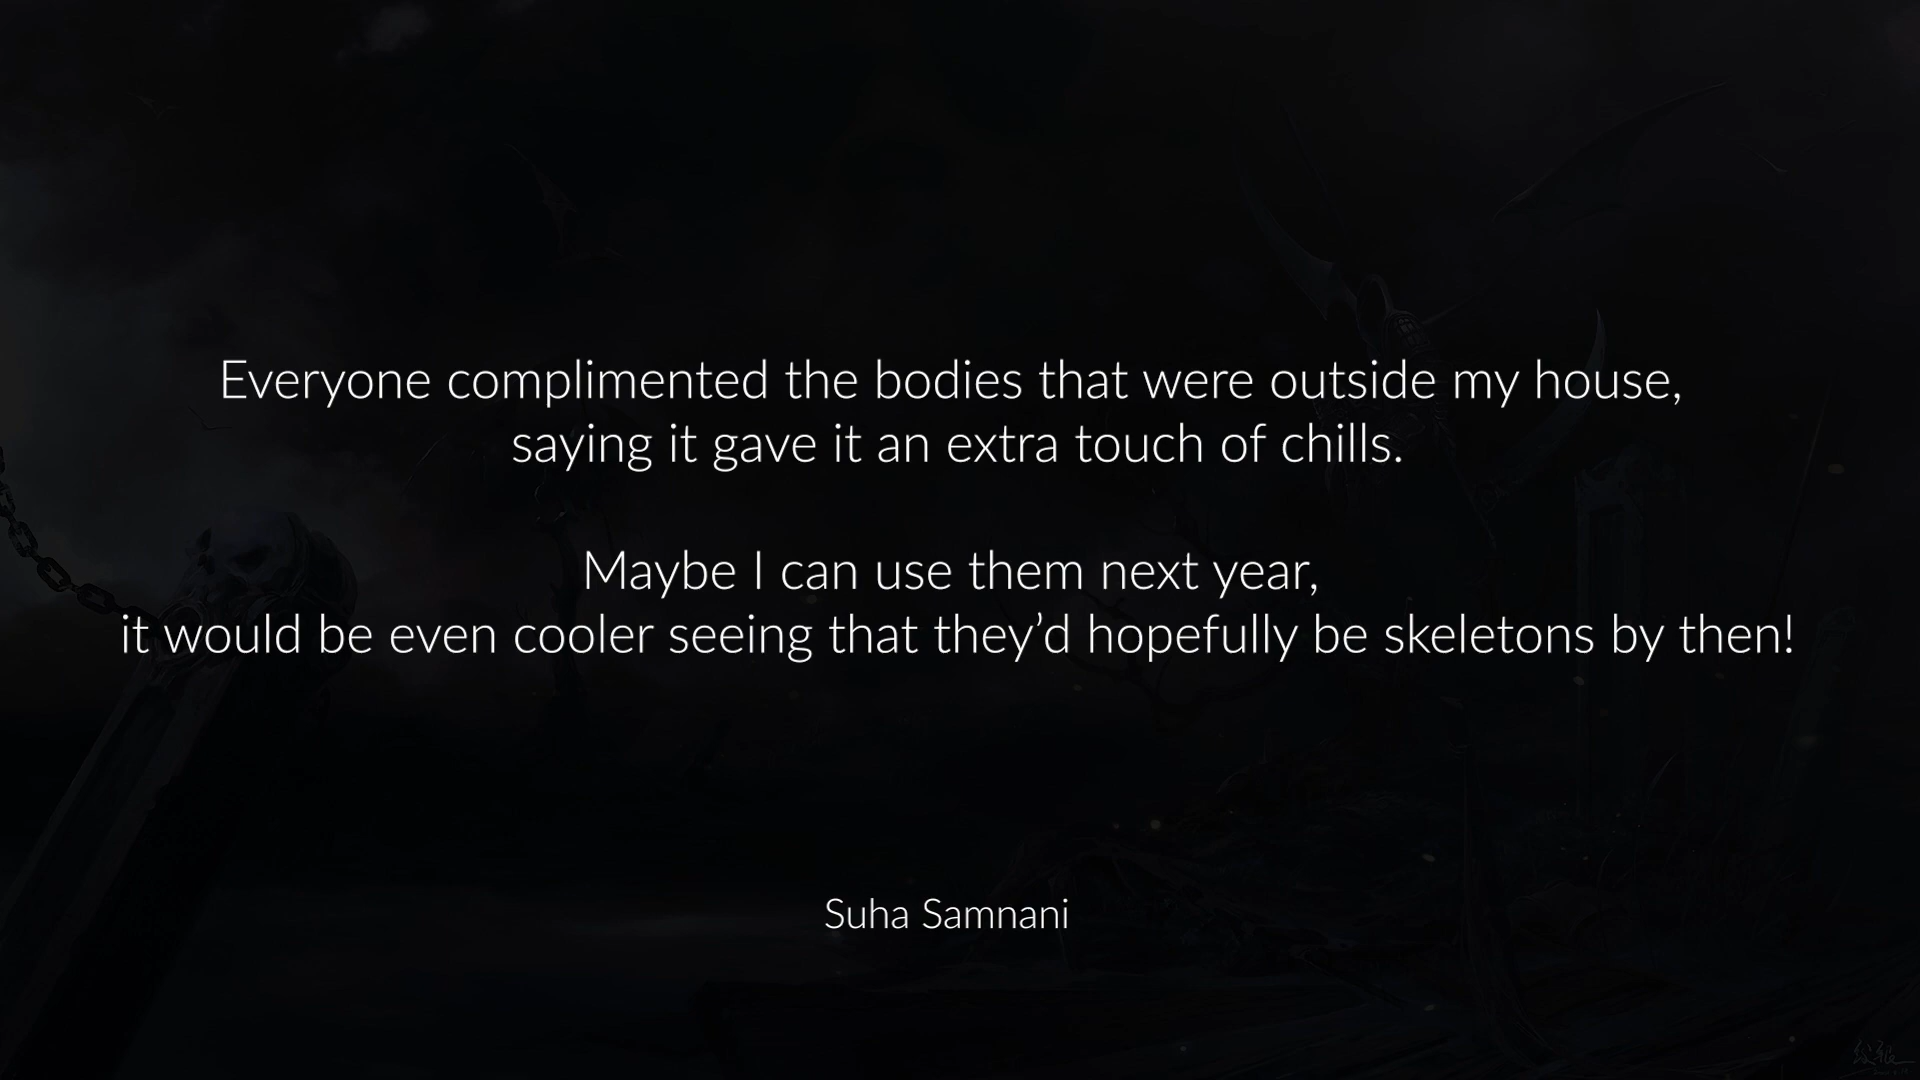 Everyone complimented the bodies that were outside my house,
saying it gave it an extra touch of chills.
Maybe I can use them next year,
it would be even cooler seeing that they’d hopefully be skeletons by then!
Suha Samnani